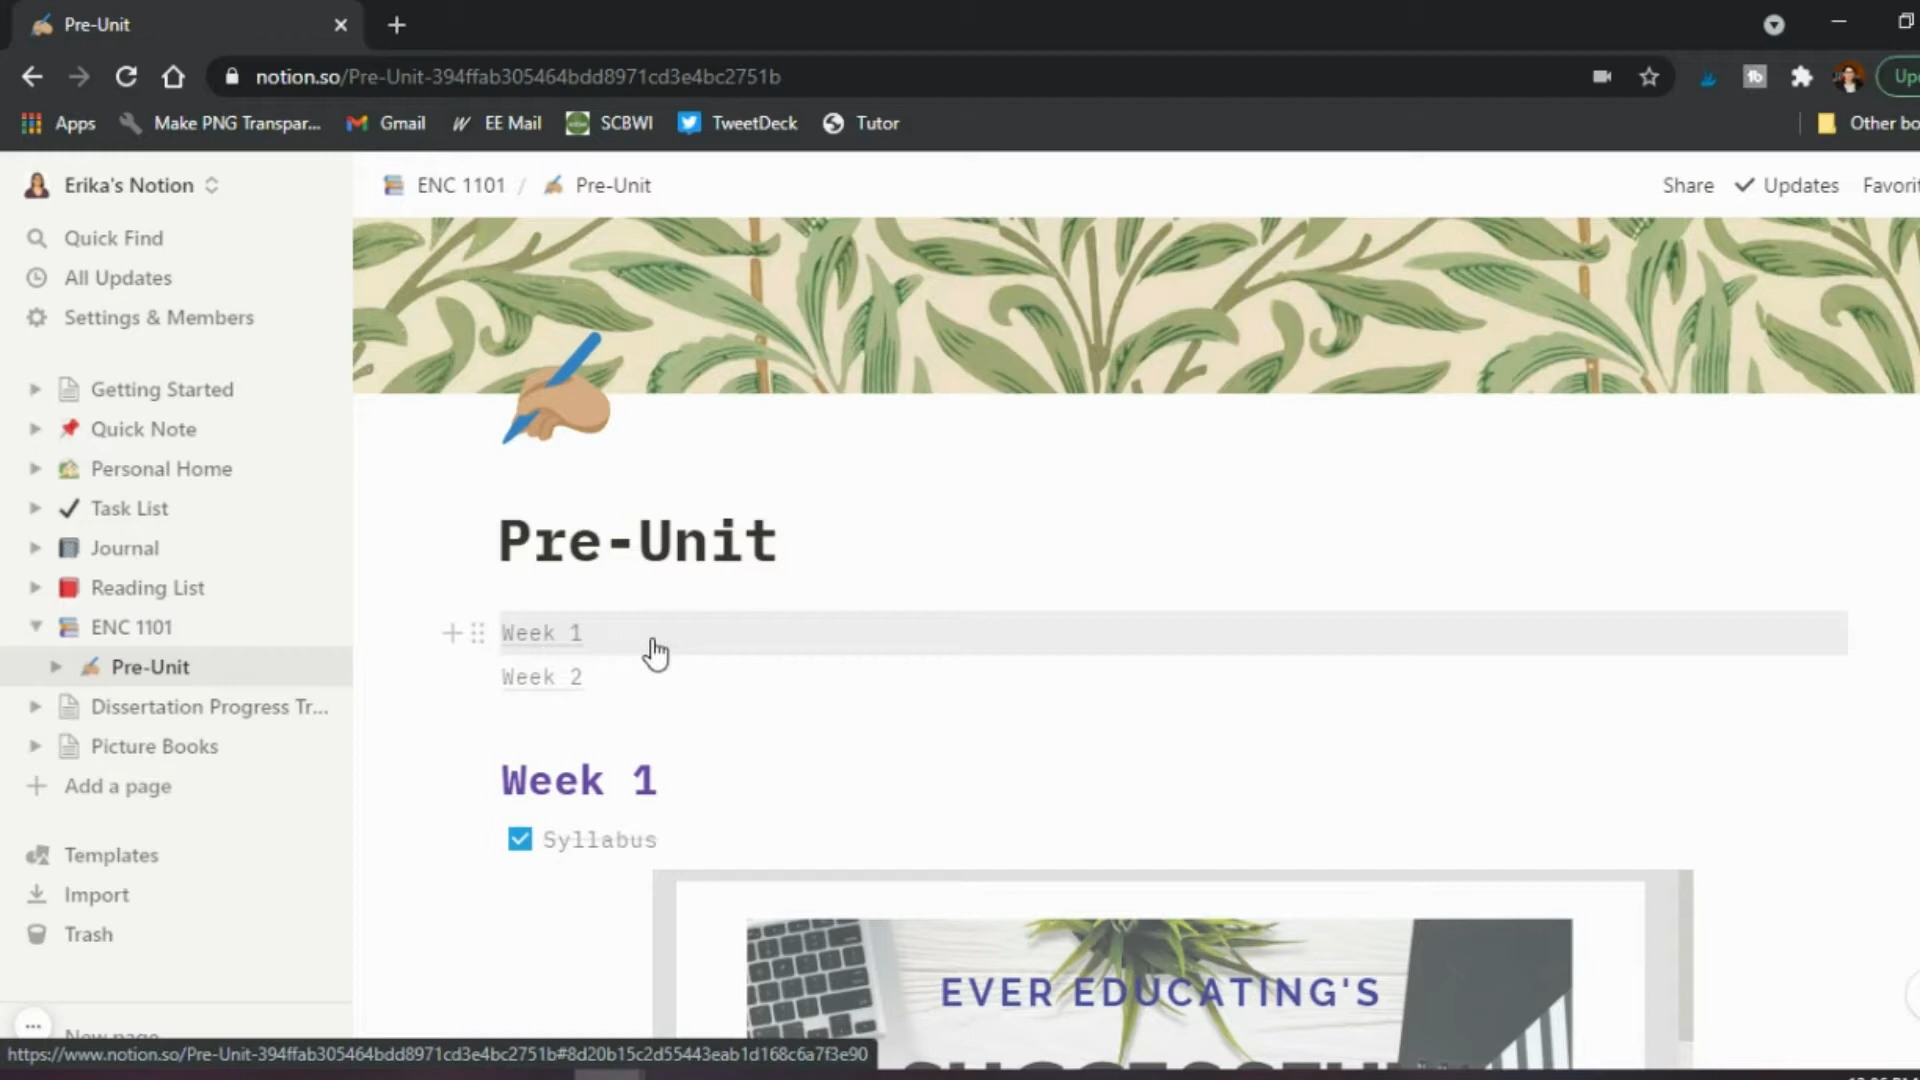 Pre-Unit
notion.so/Pre-Unit-394ffab305464bdd8971cd3e4bc2751b
Apps
Make PNG Transpar...
Gmail
EE Mail
SCBWI
TweetDeck
Tutor
Erika's Notion
ENC 1101 / Pre-Unit
Share
Updates
Quick Find
All Updates
Settings & Members
Getting Started
Quick Note
Personal Home
Task List
Journal
Reading List
ENC 1101
Pre-Unit
Dissertation Progress Tr...
Picture Books
Add a page
Templates
Import
Trash
New page
Pre-Unit
Week 1
Week 2
Week 1
Syllabus
EVER EDUCATING'S
https://www.notion.so/Pre-Unit-394ffab305464bdd8971cd3e4bc2751b#8d20b15c2d55443eab1d168c6a7f3e90